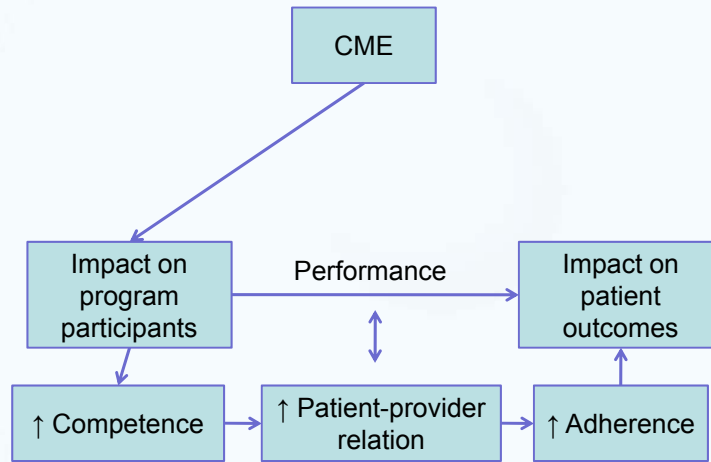 CME
Impact on
program
participants
Performance
Impact on
patient
outcomes
↑ Competence
↑ Patient-provider
relation
↑ Adherence